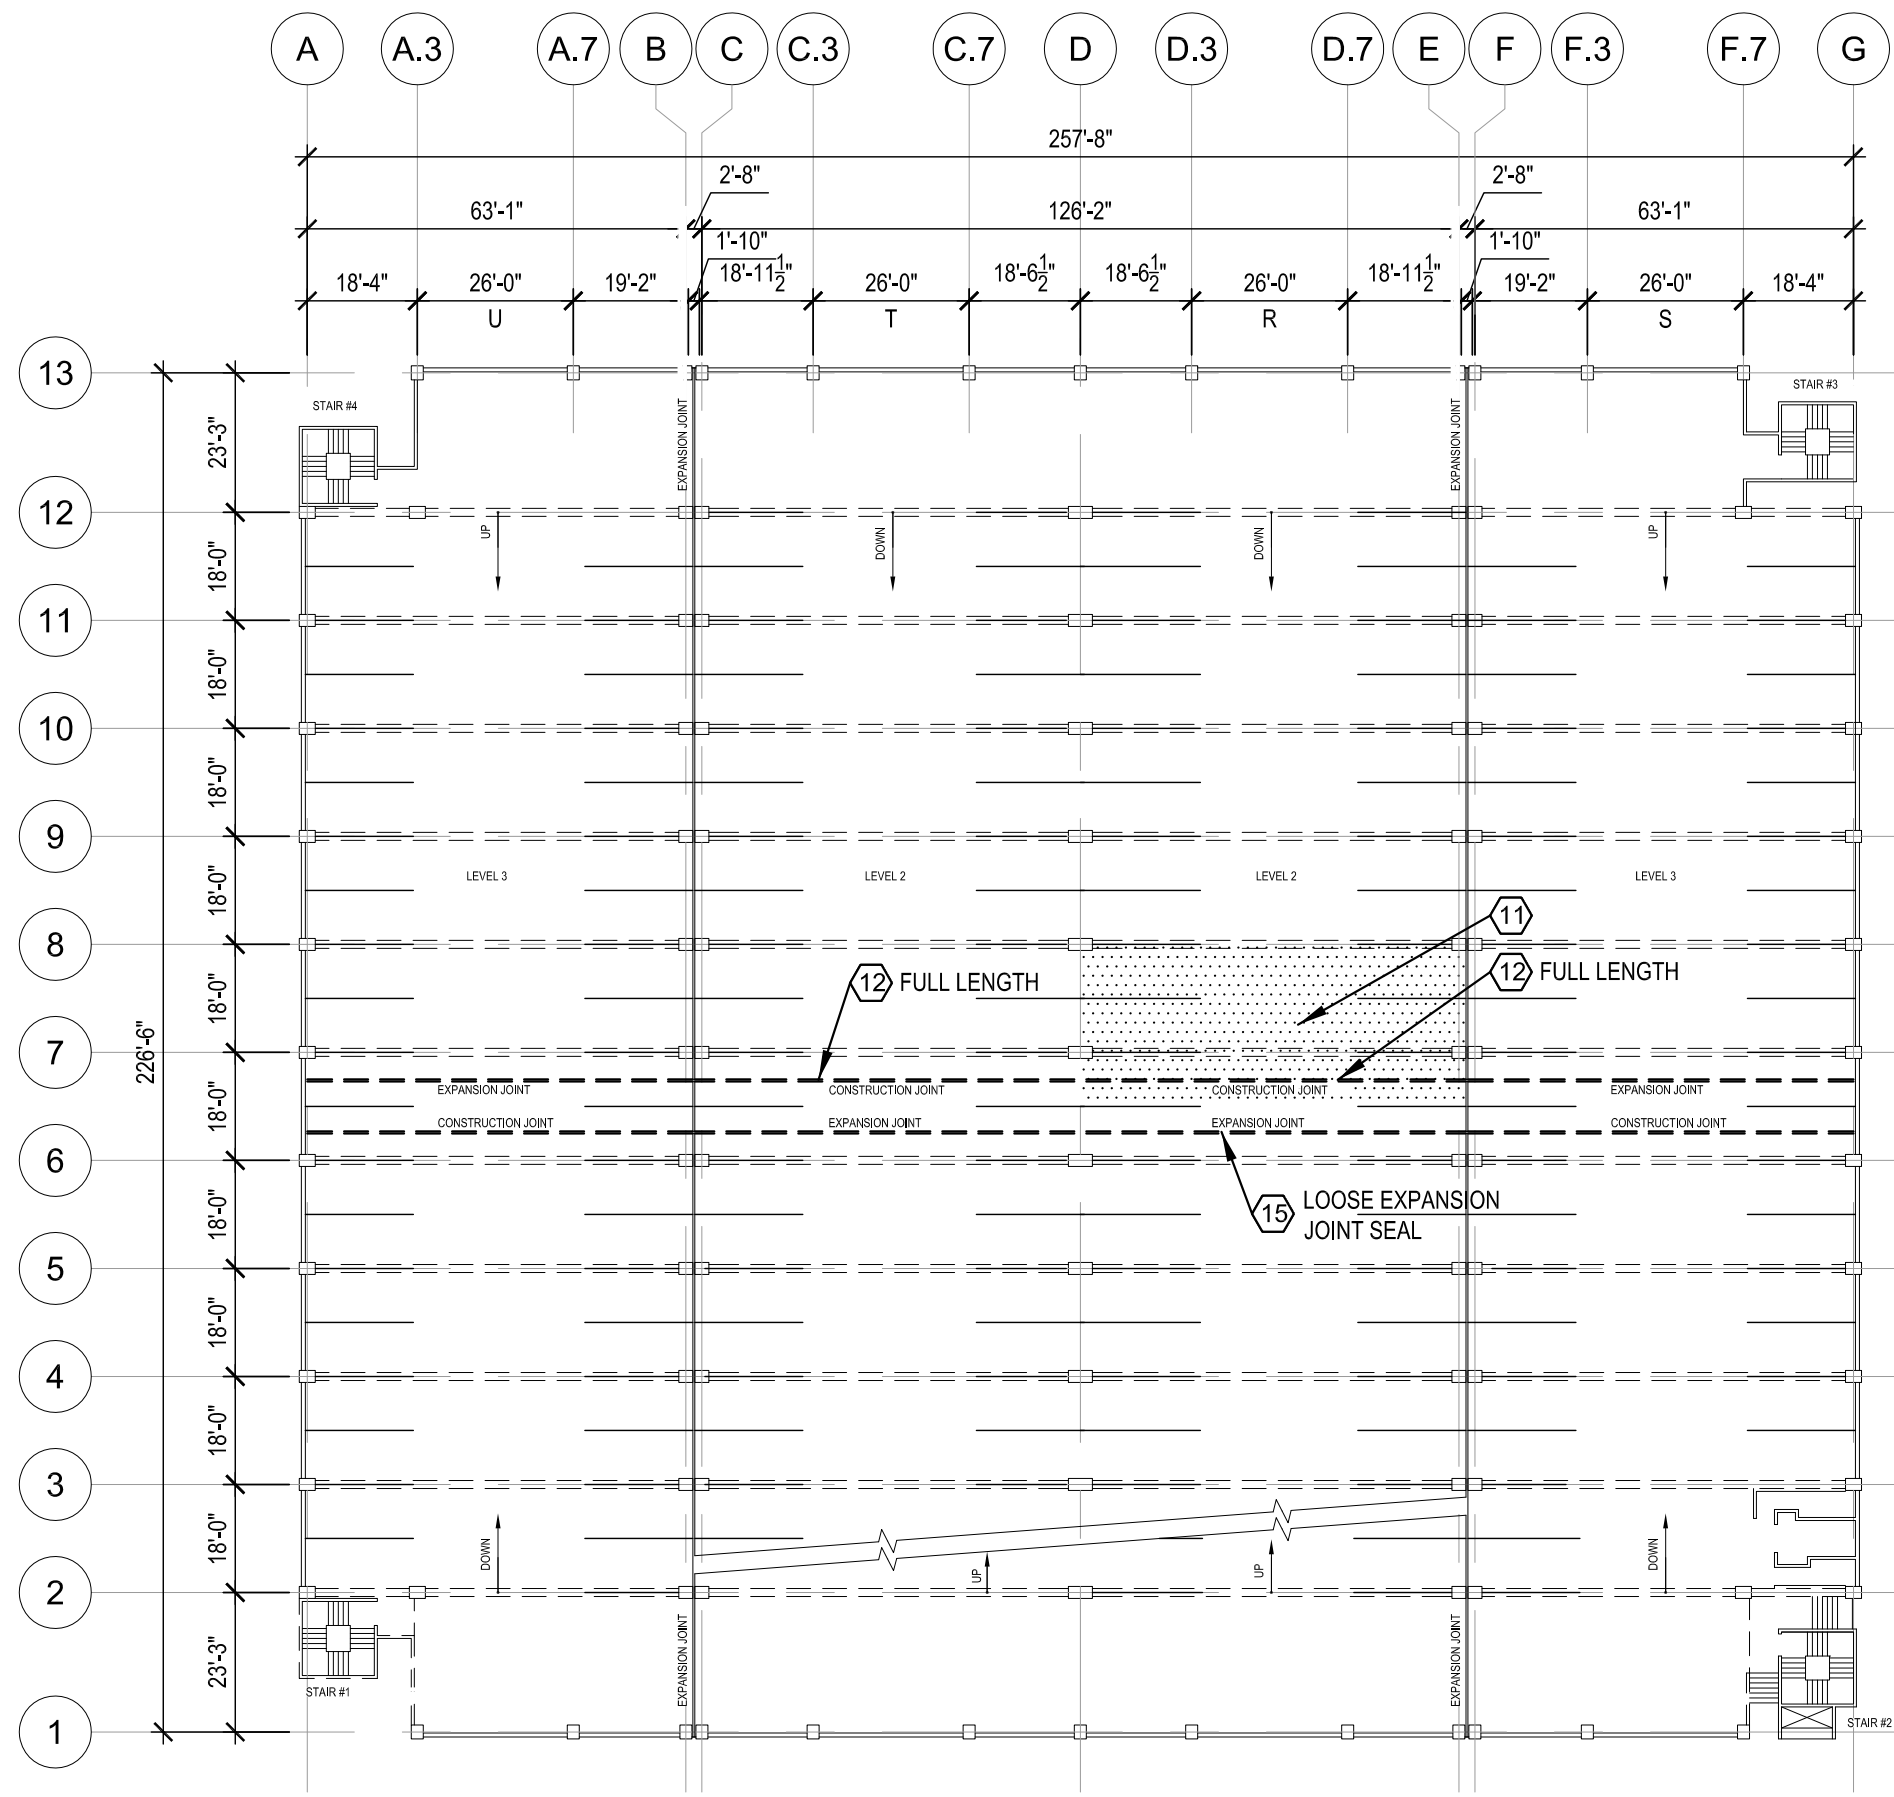 A A.3 A.7 B C C.3 C.7 D D.3 D.7 E F F.3 F.7 G
257'-8"
2'-8" 2'-8"
63'-1" 126'-2" 63'-1"
1'-10" 1'-10"
18'-4" 26'-0" 19'-2" 18'-11 1/2" 26'-0" 18'-6 1/2" 18'-6 1/2" 26'-0" 18'-11 1/2" 19'-2" 26'-0" 18'-4"
U T R S
13
STAIR #4 STAIR #3
EXPANSION JOINT EXPANSION JOINT
23'-3"
12
UP DOWN DOWN UP
18'-0"
11
18'-0"
10
18'-0"
9
LEVEL 3 LEVEL 2 LEVEL 2 LEVEL 3
18'-0"
11
8
12 FULL LENGTH 12 FULL LENGTH
18'-0"
226'-6"
7
EXPANSION JOINT CONSTRUCTION JOINT CONSTRUCTION JOINT EXPANSION JOINT
18'-0"
CONSTRUCTION JOINT EXPANSION JOINT EXPANSION JOINT CONSTRUCTION JOINT
6
15 LOOSE EXPANSION
JOINT SEAL
18'-0"
5
18'-0"
4
18'-0"
3
18'-0"
DOWN UP UP DOWN
2
23'-3"
EXPANSION JOINT EXPANSION JOINT
STAIR #1
STAIR #2
1